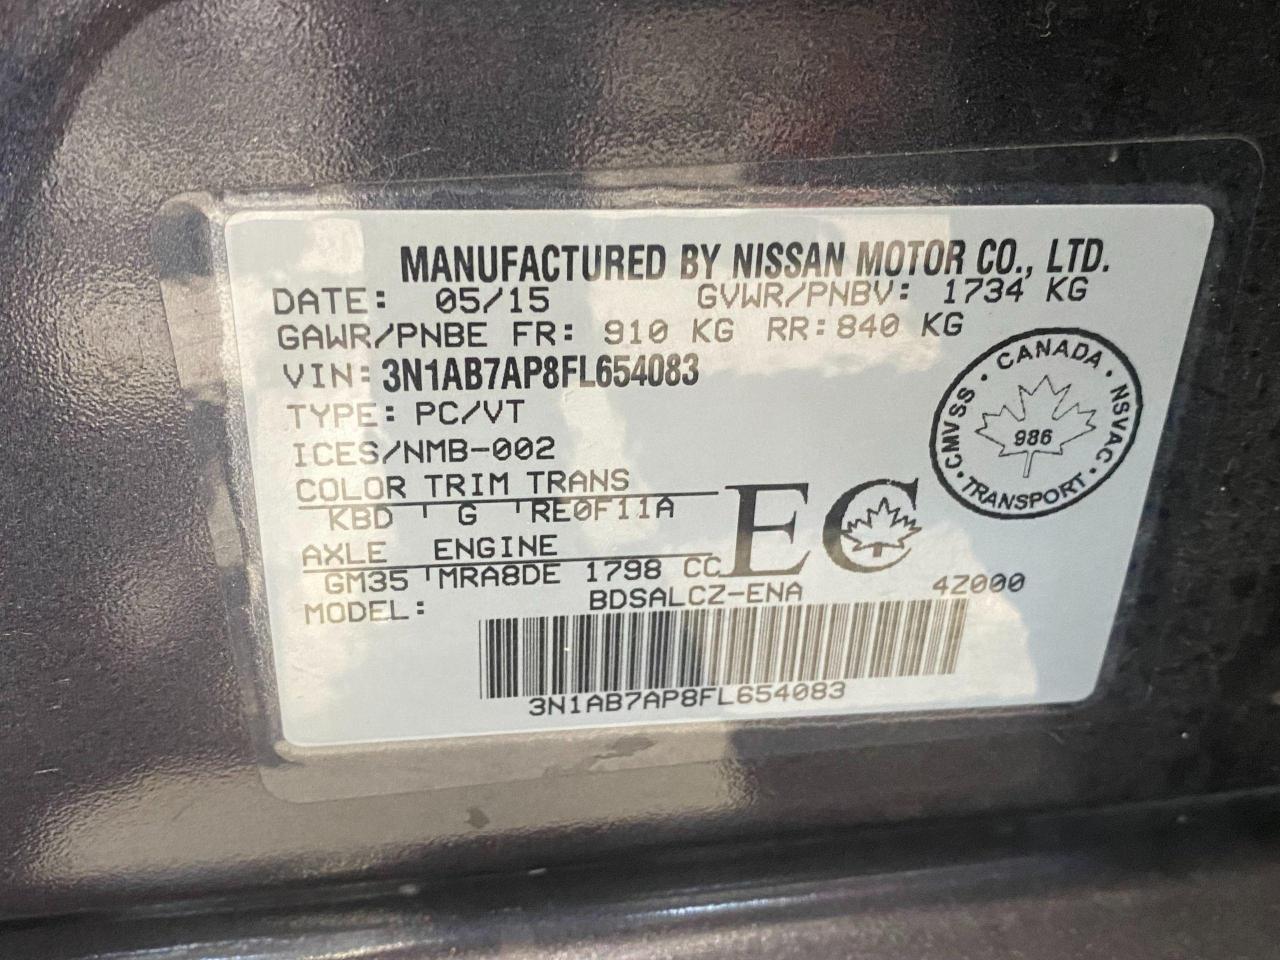 MANUFACTURED BY NISSAN MOTOR CO., LTD.
DATE: 05/15 GVWR/PNBV: 1734 KG
GAWR/PNBE FR: 910 KG RR:840 KG
VIN: 3N1AB7AP8FL654083
TYPE: PC/VT
ICES/NMB-002
COLOR TRIM TRANS
KBD G RE0F11A
AXLE ENGINE
GM35 MRA8DE 1798 CC
MODEL: BDSALCZ-ENA 4Z000
3N1AB7AP8FL654083
EC
CANADA · NSVAC · TRANSPORT · CMVSS ·
986